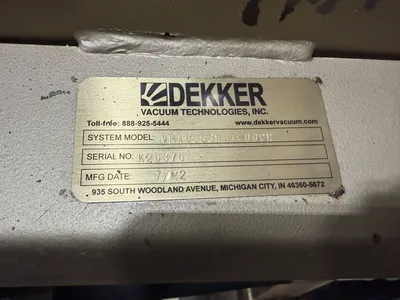 DEKKER
VACUUM TECHNOLOGIES, INC.
Toll-free: 888-925-5444 www.dekkervacuum.com
SYSTEM MODEL:
SERIAL NO:
MFG DATE:
935 SOUTH WOODLAND AVENUE, MICHIGAN CITY, IN 46360-5672